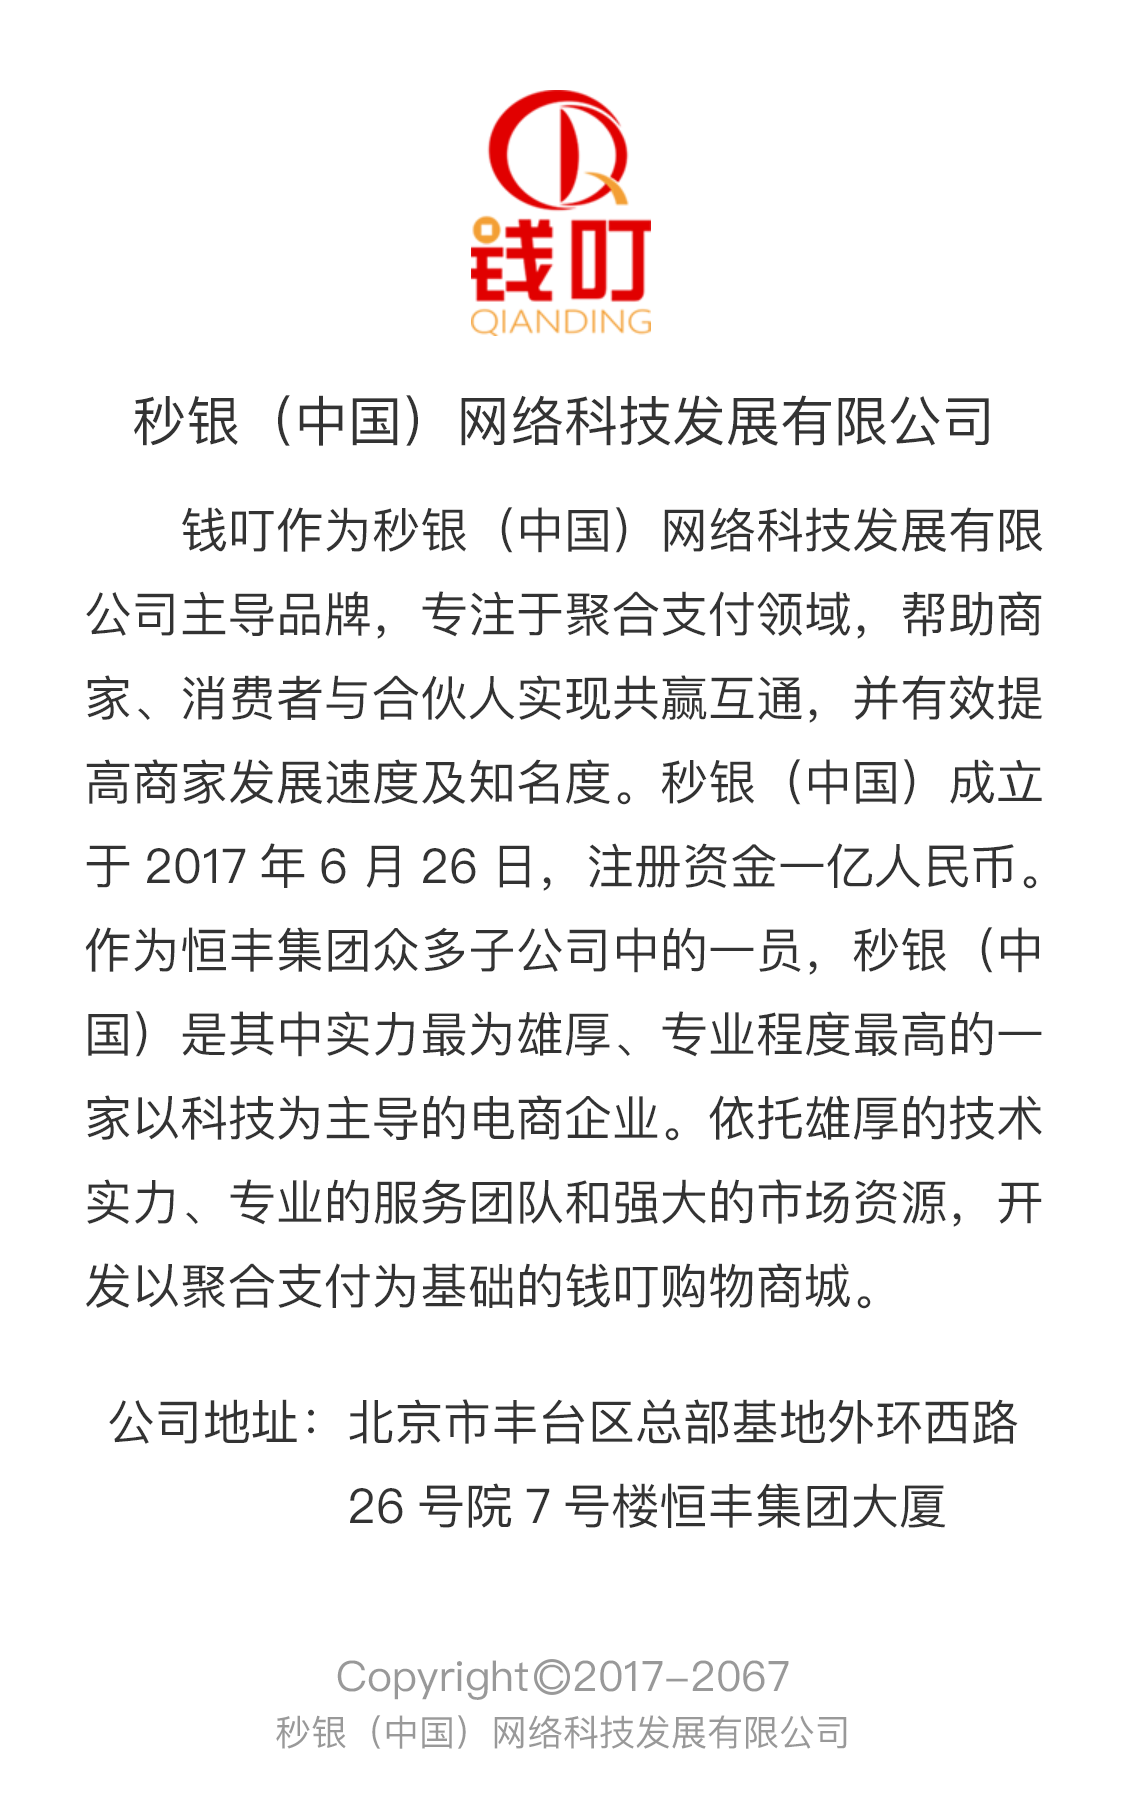 钱叮
QIANDING
秒银（中国）网络科技发展有限公司
钱叮作为秒银（中国）网络科技发展有限
公司主导品牌，专注于聚合支付领域，帮助商
家、消费者与合伙人实现共赢互通，并有效提
高商家发展速度及知名度。秒银（中国）成立
于 2017 年 6 月 26 日，注册资金一亿人民币。
作为恒丰集团众多子公司中的一员，秒银（中
国）是其中实力最为雄厚、专业程度最高的一
家以科技为主导的电商企业。依托雄厚的技术
实力、专业的服务团队和强大的市场资源，开
发以聚合支付为基础的钱叮购物商城。
公司地址：北京市丰台区总部基地外环西路
26 号院 7 号楼恒丰集团大厦
Copyright©2017-2067
秒银（中国）网络科技发展有限公司